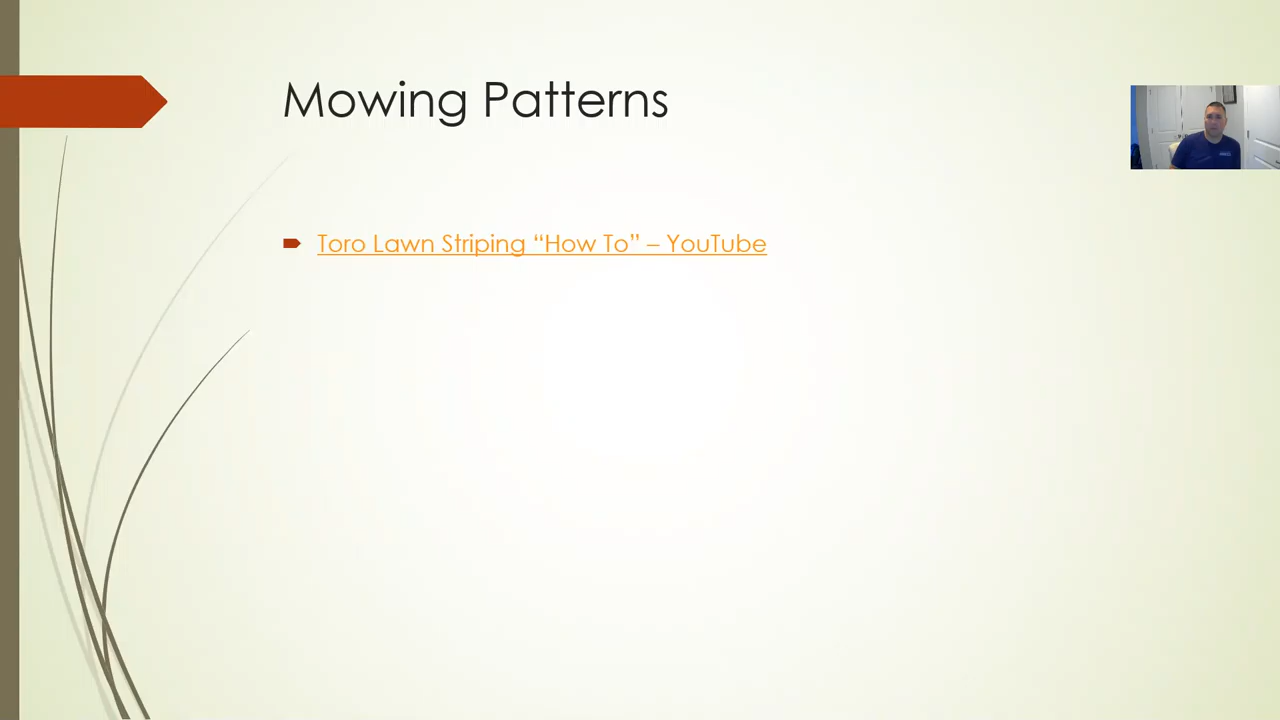 Mowing Patterns
Toro Lawn Striping “How To” – YouTube